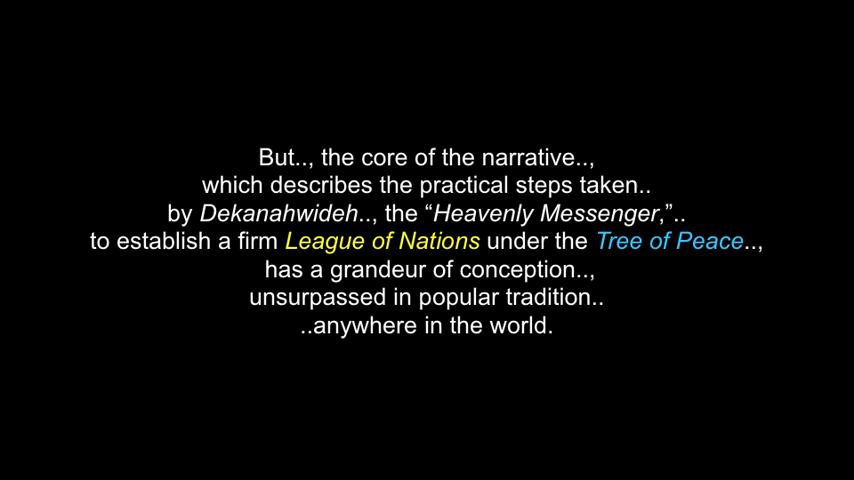 But.., the core of the narrative..,
which describes the practical steps taken..
by Dekanahwideh.., the “Heavenly Messenger,”..
to establish a firm League of Nations under the Tree of Peace..,
has a grandeur of conception..,
unsurpassed in popular tradition..
..anywhere in the world.